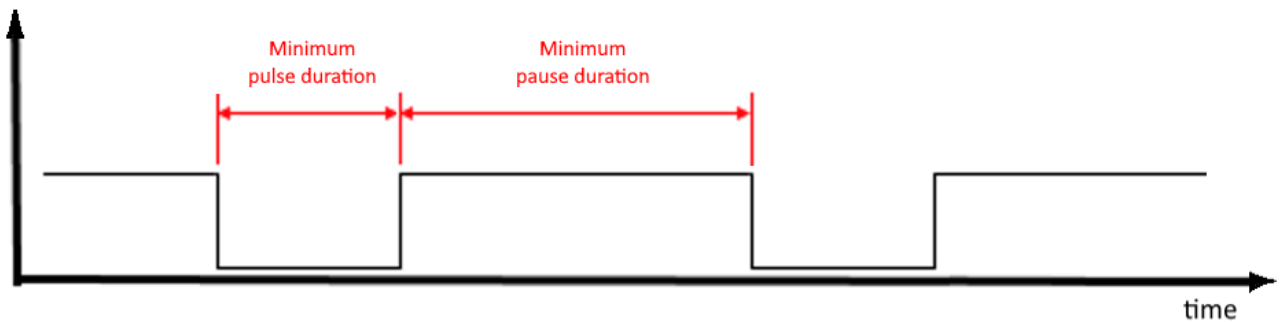 Minimum
pulse duration
Minimum
pause duration
time